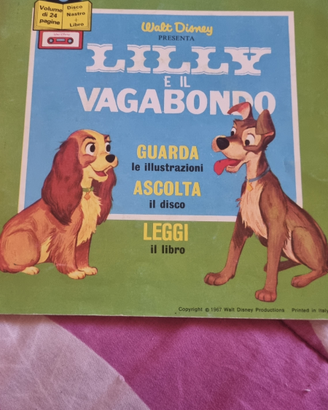 Volume
di 24
pagine
Disco
Nastro
e
Libro
Walt Disney
PRESENTA
LILLY
E IL
VAGABONDO
GUARDA
le illustrazioni
ASCOLTA
il disco
LEGGI
il libro
Copyright © 1967 Walt Disney Productions Printed in